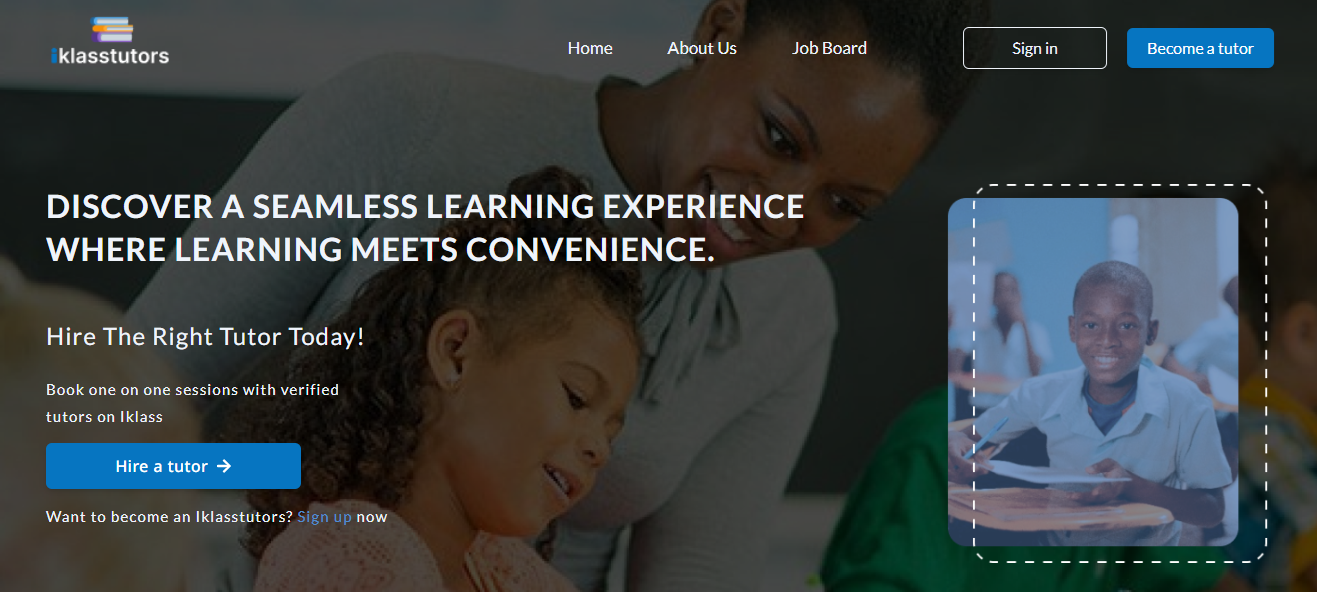 iklasstutors
Home
About Us
Job Board
Sign in
Become a tutor
DISCOVER A SEAMLESS LEARNING EXPERIENCE
WHERE LEARNING MEETS CONVENIENCE.
Hire The Right Tutor Today!
Book one on one sessions with verified
tutors on Iklass
Hire a tutor →
Want to become an Iklasstutors? Sign up now